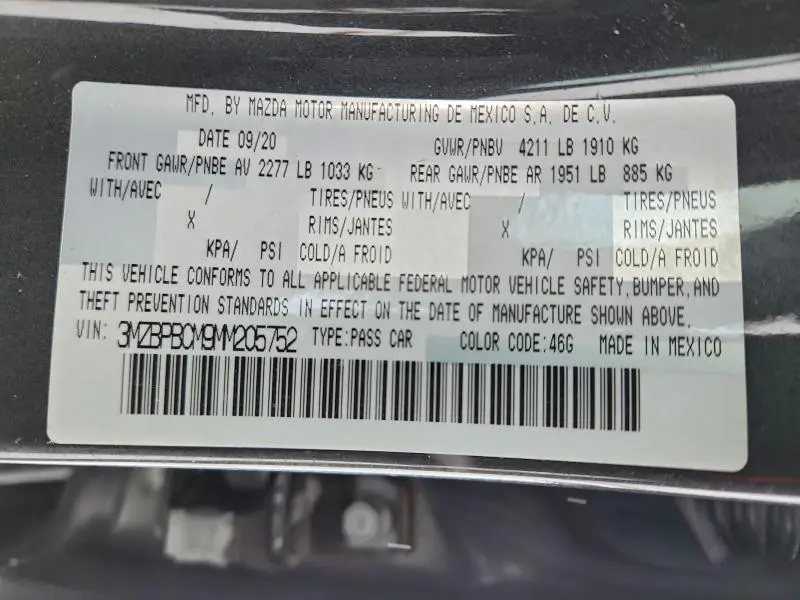 MFD. BY MAZDA MOTOR MANUFACTURING DE MEXICO S.A. DE C.V.
DATE 09/20 GVWR/PNBV 4211 LB 1910 KG
FRONT GAWR/PNBE AV 2277 LB 1033 KG REAR GAWR/PNBE AR 1951 LB 885 KG
WITH/AVEC / TIRES/PNEUS WITH/AVEC / TIRES/PNEUS
X RIMS/JANTES X RIMS/JANTES
KPA/ PSI COLD/A FROID KPA/ PSI COLD/A FROID
THIS VEHICLE CONFORMS TO ALL APPLICABLE FEDERAL MOTOR VEHICLE SAFETY, BUMPER, AND
THEFT PREVENTION STANDARDS IN EFFECT ON THE DATE OF MANUFACTURE SHOWN ABOVE.
VIN: 3MZBPBCM9MM205752 TYPE:PASS CAR COLOR CODE:46G MADE IN MEXICO